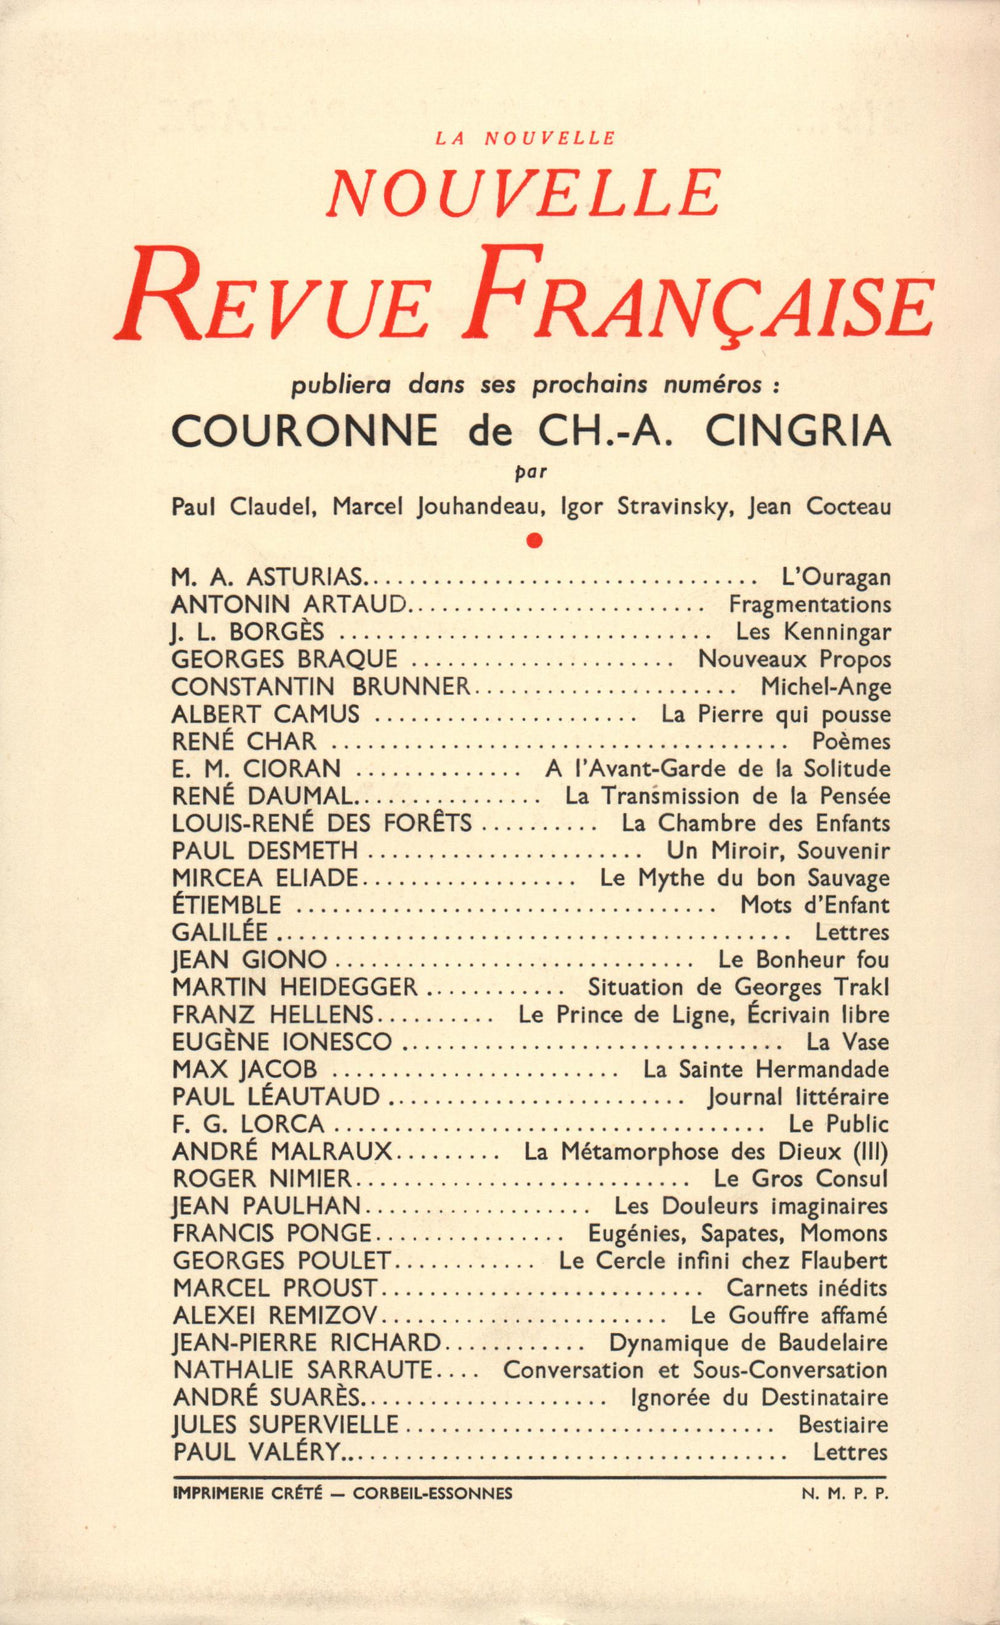 LA NOUVELLE
NOUVELLE
REVUE FRANÇAISE
publiera dans ses prochains numéros :
COURONNE de CH.-A. CINGRIA
par
Paul Claudel, Marcel Jouhandeau, Igor Stravinsky, Jean Cocteau
M. A. ASTURIAS................................ L'Ouragan
ANTONIN ARTAUD......................... Fragmentations
J. L. BORGÈS ............................... Les Kenningar
GEORGES BRAQUE ...................... Nouveaux Propos
CONSTANTIN BRUNNER...................... Michel-Ange
ALBERT CAMUS ...................... La Pierre qui pousse
RENÉ CHAR ...................................... Poèmes
E. M. CIORAN .............. A l'Avant-Garde de la Solitude
RENÉ DAUMAL................ La Transmission de la Pensée
LOUIS-RENÉ DES FORÊTS .......... La Chambre des Enfants
PAUL DESMETH ....................... Un Miroir, Souvenir
MIRCEA ELIADE.................. Le Mythe du bon Sauvage
ÉTIEMBLE ................................... Mots d'Enfant
GALILÉE .......................................... Lettres
JEAN GIONO .............................. Le Bonheur fou
MARTIN HEIDEGGER ............ Situation de Georges Trakl
FRANZ HELLENS.......... Le Prince de Ligne, Écrivain libre
EUGÈNE IONESCO ................................ La Vase
MAX JACOB ........................ La Sainte Hermandade
PAUL LÉAUTAUD ......................... Journal littéraire
F. G. LORCA .................................... Le Public
ANDRÉ MALRAUX......... La Métamorphose des Dieux (III)
ROGER NIMIER............................ Le Gros Consul
JEAN PAULHAN................... Les Douleurs imaginaires
FRANCIS PONGE................ Eugénies, Sapates, Momons
GEORGES POULET............ Le Cercle infini chez Flaubert
MARCEL PROUST........................... Carnets inédits
ALEXEI REMIZOV.......................... Le Gouffre affamé
JEAN-PIERRE RICHARD............ Dynamique de Baudelaire
NATHALIE SARRAUTE.... Conversation et Sous-Conversation
ANDRÉ SUARÈS...................... Ignorée du Destinataire
JULES SUPERVIELLE ............................... Bestiaire
PAUL VALÉRY..................................... Lettres
IMPRIMERIE CRÉTÉ — CORBEIL-ESSONNES N. M. P. P.